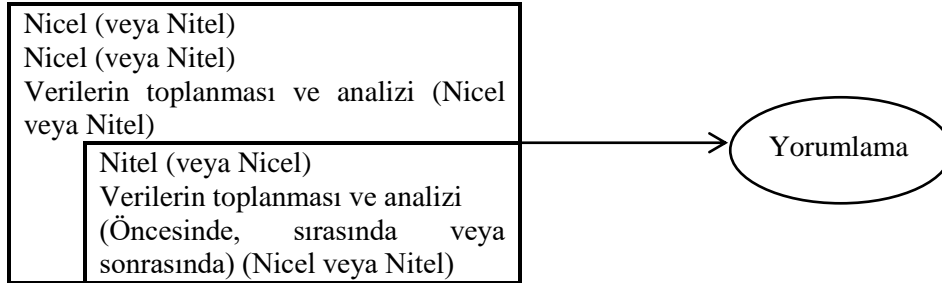 Nicel (veya Nitel)
Nicel (veya Nitel)
Verilerin toplanması ve analizi (Nicel
veya Nitel)
Nitel (veya Nicel)
Verilerin toplanması ve analizi
(Öncesinde, sırasında veya
sonrasında) (Nicel veya Nitel)
Yorumlama